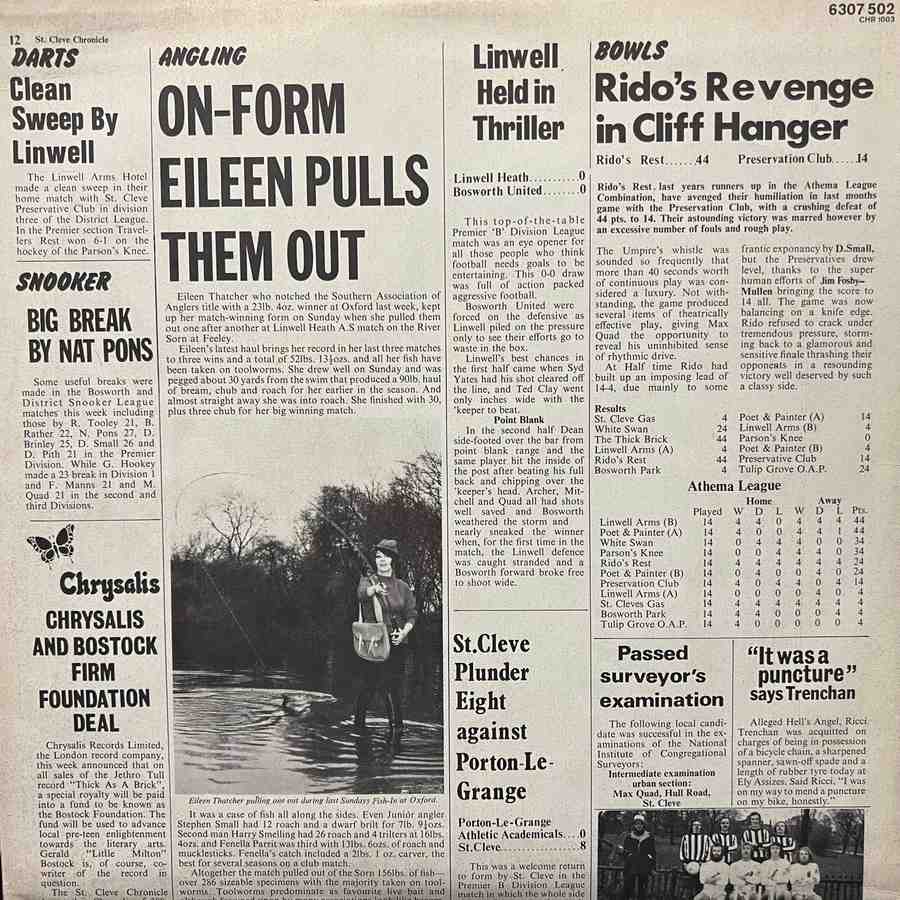 6307 502
CHR 1003
12 St. Cleve Chronicle
DARTS
Clean
Sweep By
Linwell
The Linwell Arms Hotel
made a clean sweep in their
home match with St. Cleve
Preservative Club in division
three of the District League.
In the Premier section Travel-
lers Rest won 6-1 on the
hockey of the Parson's Knee.
SNOOKER
BIG BREAK
BY NAT PONS
Some useful breaks were
made in the Bosworth and
District Snooker League
matches this week including
those by R. Tooley 21, B.
Rather 22, N. Pons 27, D.
Brinley 25, D. Small 26 and
D. Pith 21 in the Premier
Division. While G. Hookey
made a 23 break in Division 1
and F. Manns 21 and M.
Quad 21 in the second and
third Divisions.
Chrysalis
CHRYSALIS
AND BOSTOCK
FIRM
FOUNDATION
DEAL
Chrysalis Records Limited,
the London record company,
this week announced that on
all sales of the Jethro Tull
record "Thick As A Brick",
a special royalty will be paid
into a fund to be known as
the Bostock Foundation. The
fund will be used to advance
local pre-teen enlightenment
towards the literary arts.
Gerald "Little Milton"
Bostock is, of course, co-
writer of the record in
question.
The St. Cleve Chronicle
ANGLING
ON-FORM
EILEEN PULLS
THEM OUT
Eileen Thatcher who notched the Southern Association of
Anglers title with a 23lb. 4oz. winner at Oxford last week, kept
up her match-winning form on Sunday when she pulled them
out one after another at Linwell Heath A.S match on the River
Sorn at Feeley.
Eileen's latest haul brings her record in her last three matches
to three wins and a total of 52lbs. 13½ozs. and all her fish have
been taken on toolworms. She drew well on Sunday and was
pegged about 30 yards from the swim that produced a 90lb. haul
of bream, chub and roach for her earlier in the season. And
almost straight away she was into roach. She finished with 30,
plus three chub for her big winning match.
Eileen Thatcher pulling one out during last Sundays Fish-In at Oxford.
It was a case of fish all along the sides. Even Junior angler
Stephen Small had 12 roach and a dwarf brit for 7lb. 9½ozs.
Second man Harry Smelling had 26 roach and 4 trilers at 16lbs.
4ozs. and Fenella Parrit was third with 13lbs. 6ozs. of roach and
mucklesticks. Fenella's catch included a 2lbs. 1 oz. carver, the
best for several seasons on a club match.
Altogether the match pulled out of the Sorn 156lbs. of fish—
over 286 sizeable specimens with the majority taken on tool-
worms. Toolworms predominate as favourite live bait and
Linwell
Held in
Thriller
Linwell Heath..........0
Bosworth United........0
This top-of-the-table
Premier 'B' Division League
match was an eye opener for
all those people who think
football needs goals to be
entertaining. This 0-0 draw
was full of action packed
aggressive football.
Bosworth United were
forced on the defensive as
Linwell piled on the pressure
only to see their efforts go to
waste in the box.
Linwell's best chances in
the first half came when Syd
Yates had his shot cleared off
the line, and Ted Clay went
only inches wide with the
'keeper to beat.
Point Blank
In the second half Dean
side-footed over the bar from
point blank range and the
same player hit the inside of
the post after beating his full
back and chipping over the
'keeper's head. Archer, Mit-
chell and Quad all had shots
well saved and Bosworth
weathered the storm and
nearly sneaked the winner
when, for the first time in the
match, the Linwell defence
was caught stranded and a
Bosworth forward broke free
to shoot wide.
St.Cleve
Plunder
Eight
against
Porton-Le-
Grange
Porton-Le-Grange
Athletic Academicals....0
St.Cleve..................8
This was a welcome return
to form by St. Cleve in the
Premier B Division League
match in which the whole side
BOWLS
Rido's Revenge
in Cliff Hanger
Rido's Rest......44 Preservation Club.....14
Rido's Rest, last years runners up in the Athema League
Combination, have avenged their humiliation in last months
game with the Preservation Club, with a crushing defeat of
44 pts. to 14. Their astounding victory was marred however by
an excessive number of fouls and rough play.
The Umpire's whistle was
sounded so frequently that
more than 40 seconds worth
of continuous play was con-
sidered a luxury. Not with-
standing, the game produced
several items of theatrically
effective play, giving Max
Quad the opportunity to
reveal his uninhibited sense
of rhythmic drive.
At Half time Rido had
built up an imposing lead of
14-4, due mainly to some
frantic exponancy by D.Small,
but the Preservatives drew
level, thanks to the super
human efforts of Jim Fosby–
Mullen bringing the score to
14 all. The game was now
balancing on a knife edge.
Rido refused to crack under
tremendous pressure, storm-
ing back to a glamorous and
sensitive finale thrashing their
opponents in a resounding
victory well deserved by such
a classy side.
Results
St. Cleve Gas 4 Poet & Painter (A) 14
White Swan 24 Linwell Arms (B) 4
The Thick Brick 44 Parson's Knee 0
Linwell Arms (A) 4 Poet & Painter (B) 4
Rido's Rest 44 Preservative Club 14
Bosworth Park 4 Tulip Grove O.A.P. 24
Athema League
Home Away
Played W D L W D L Pts.
Linwell Arms (B) 14 4 4 0 4 4 4 44
Poet & Painter (A) 14 4 0 0 4 4 1 44
White Swan 14 0 4 4 4 0 0 34
Parson's Knee 14 0 0 4 4 4 0 34
Rido's Rest 14 4 4 4 4 4 4 24
Poet & Painter (B) 14 0 4 0 0 4 0 24
Preservation Club 14 4 0 4 4 0 4 14
Linwell Arms (A) 14 0 0 0 0 4 0 4
St. Cleves Gas 14 4 4 4 4 4 4 4
Bosworth Park 14 4 4 0 0 0 4 4
Tulip Grove O.A.P. 14 4 0 0 0 0 0 4
Passed
surveyor's
examination
The following local candi-
date was successful in the ex-
aminations of the National
Institute of Congregational
Surveyors:
Intermediate examination
urban section:
Max Quad, Hull Road,
St. Cleve
"It was a
puncture"
says Trenchan
Alleged Hell's Angel, Ricci
Trenchan was acquitted on
charges of being in possession
of a bicycle chain, a sharpened
spanner, sawn-off spade and a
length of rubber tyre today at
Ely Assizes. Said Ricci, "I was
on my way to mend a puncture
on my bike, honestly."